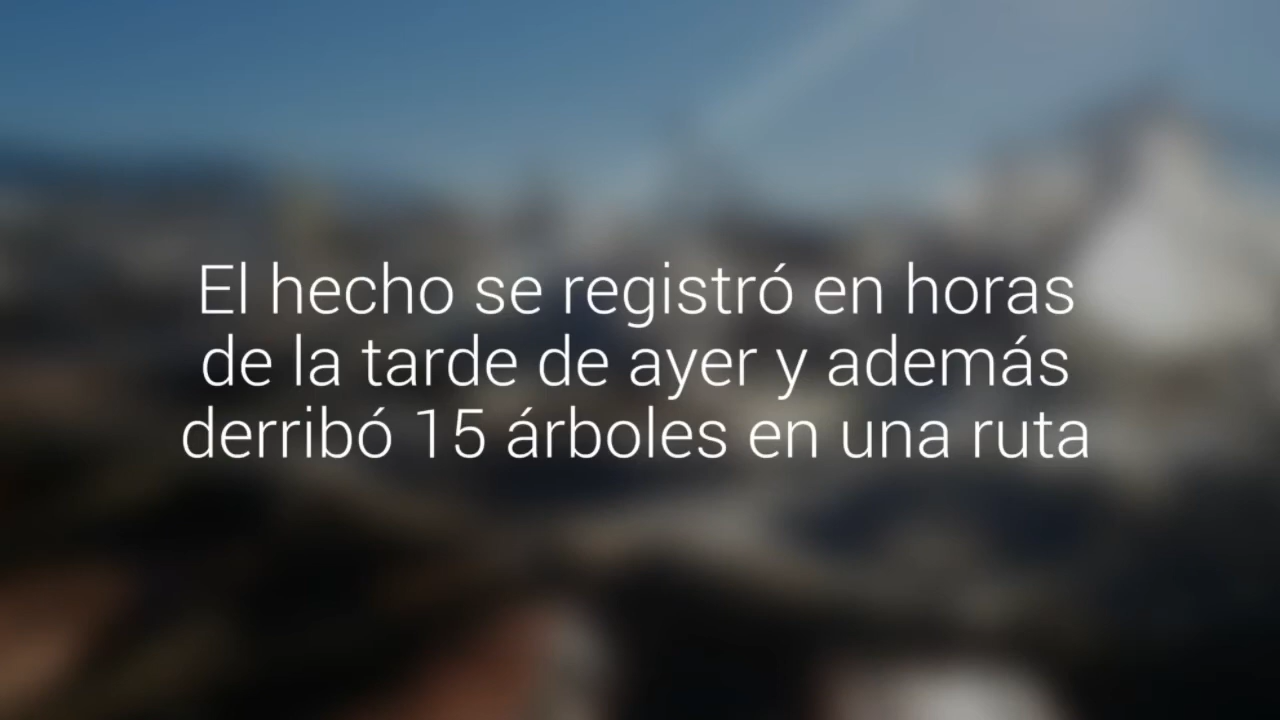 El hecho se registró en horas
de la tarde de ayer y además
derribó 15 árboles en una ruta